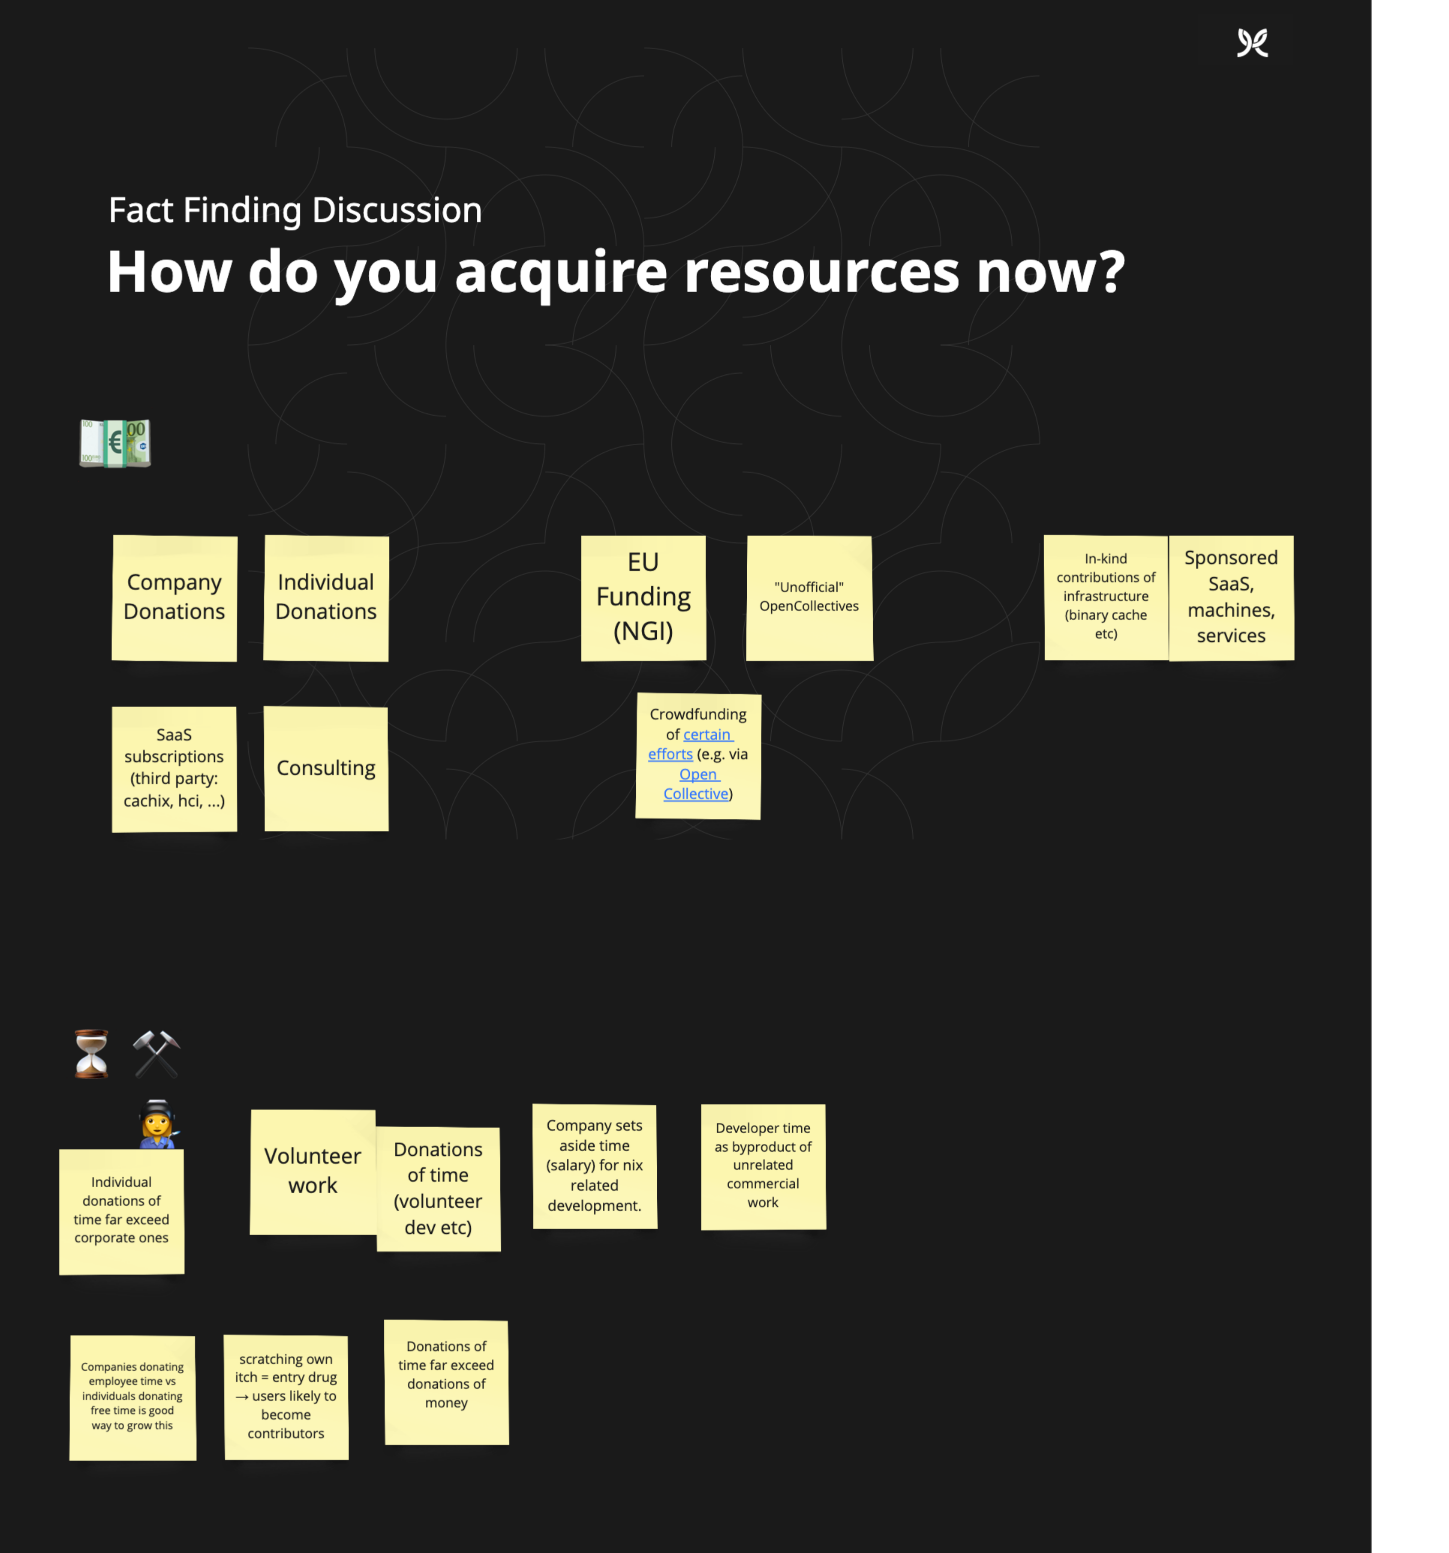 Fact Finding Discussion
How do you acquire resources now?
Company
Donations
Individual
Donations
EU
Funding
(NGI)
"Unofficial"
OpenCollectives
In-kind
contributions of
infrastructure
(binary cache
etc)
Sponsored
SaaS,
machines,
services
SaaS
subscriptions
(third party:
cachix, hci, ...)
Consulting
Crowdfunding
of certain
efforts (e.g. via
Open
Collective)
Individual
donations of
time far exceed
corporate ones
Volunteer
work
Donations
of time
(volunteer
dev etc)
Company sets
aside time
(salary) for nix
related
development.
Developer time
as byproduct of
unrelated
commercial
work
Companies donating
employee time vs
individuals donating
free time is good
way to grow this
scratching own
itch = entry drug
→ users likely to
become
contributors
Donations of
time far exceed
donations of
money